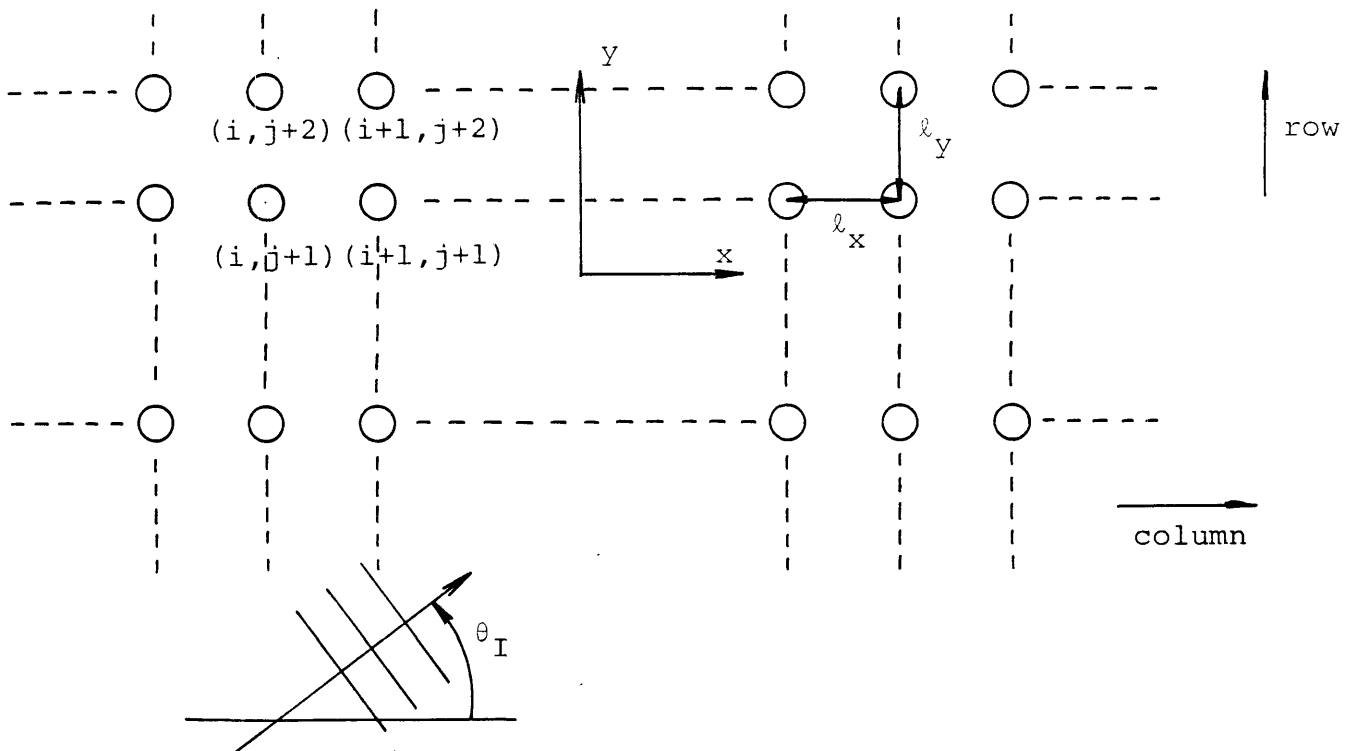 y
(i,j+2) (i+1,j+2)
ℓy
row
(i,j+1) (i+1,j+1)
ℓx
x
column
θI